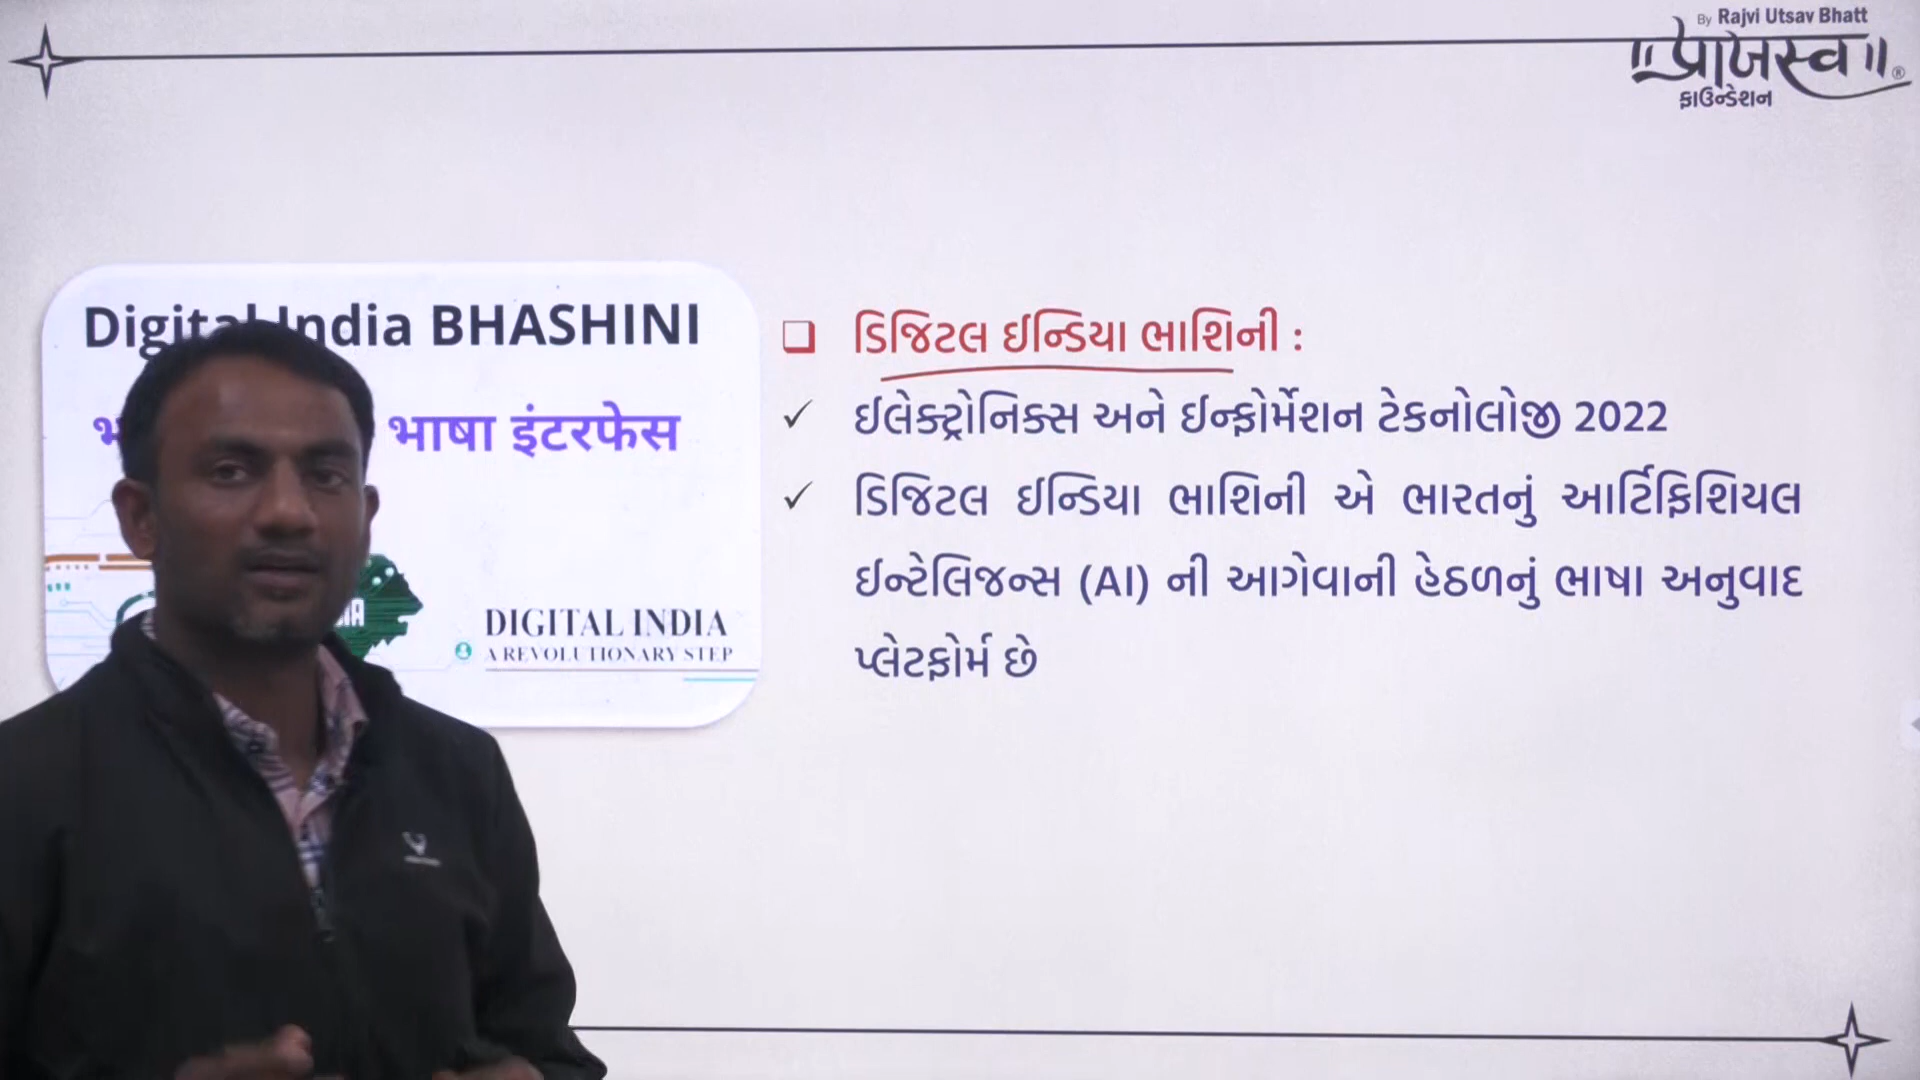 By Rajvi Utsav Bhatt
॥ प्राजस्व ॥ ®
ફાઉન્ડેશન
Digital India BHASHINI
भाषा इंटरफेस
DIGITAL INDIA
A REVOLUTIONARY STEP
ડિજિટલ ઈન્ડિયા ભાશિની :
ઈલેક્ટ્રોનિક્સ અને ઈન્ફોર્મેશન ટેકનોલોજી 2022
ડિજિટલ ઈન્ડિયા ભાશિની એ ભારતનું આર્ટિફિશિયલ
ઈન્ટેલિજન્સ (AI) ની આગેવાની હેઠળનું ભાષા અનુવાદ
પ્લેટફોર્મ છે